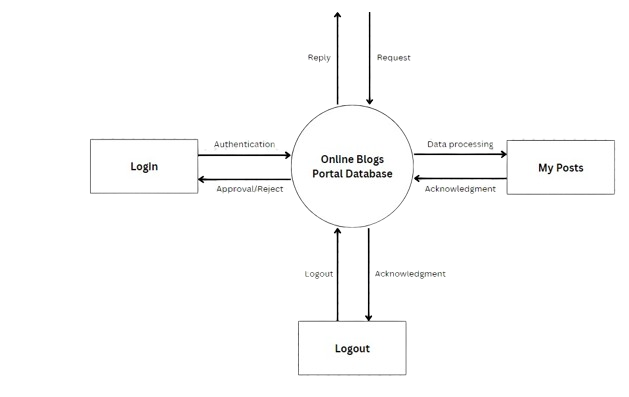 Reply
Request
Authentication
Data processing
Login
Online Blogs
Portal Database
My Posts
Approval/Reject
Acknowledgment
Logout
Acknowledgment
Logout